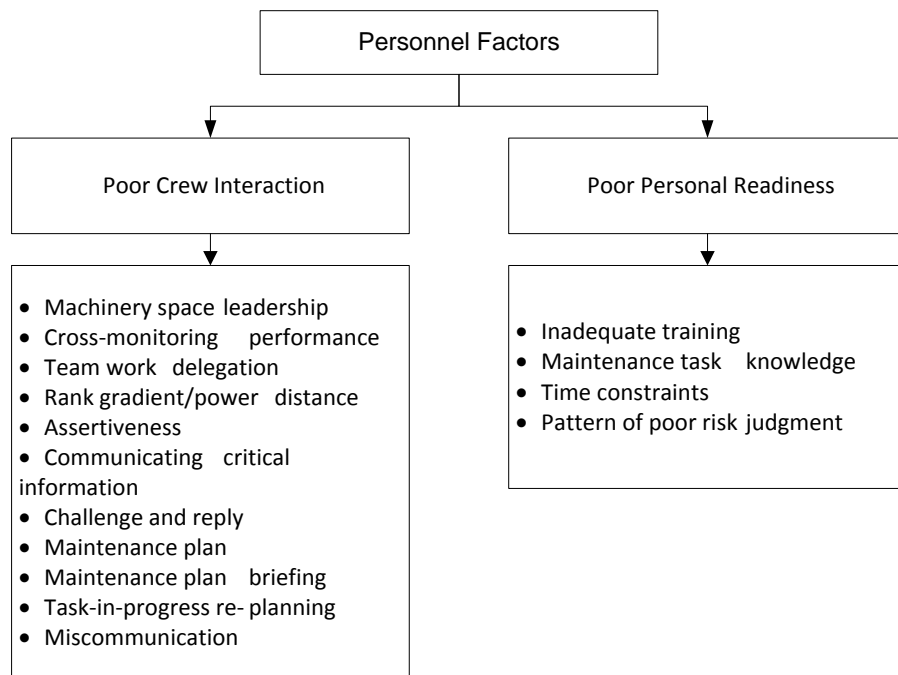 Personnel Factors
Poor Crew Interaction
Poor Personal Readiness
• Machinery space leadership
• Cross-monitoring performance
• Team work delegation
• Rank gradient/power distance
• Assertiveness
• Communicating critical
information
• Challenge and reply
• Maintenance plan
• Maintenance plan briefing
• Task-in-progress re- planning
• Miscommunication
• Inadequate training
• Maintenance task knowledge
• Time constraints
• Pattern of poor risk judgment